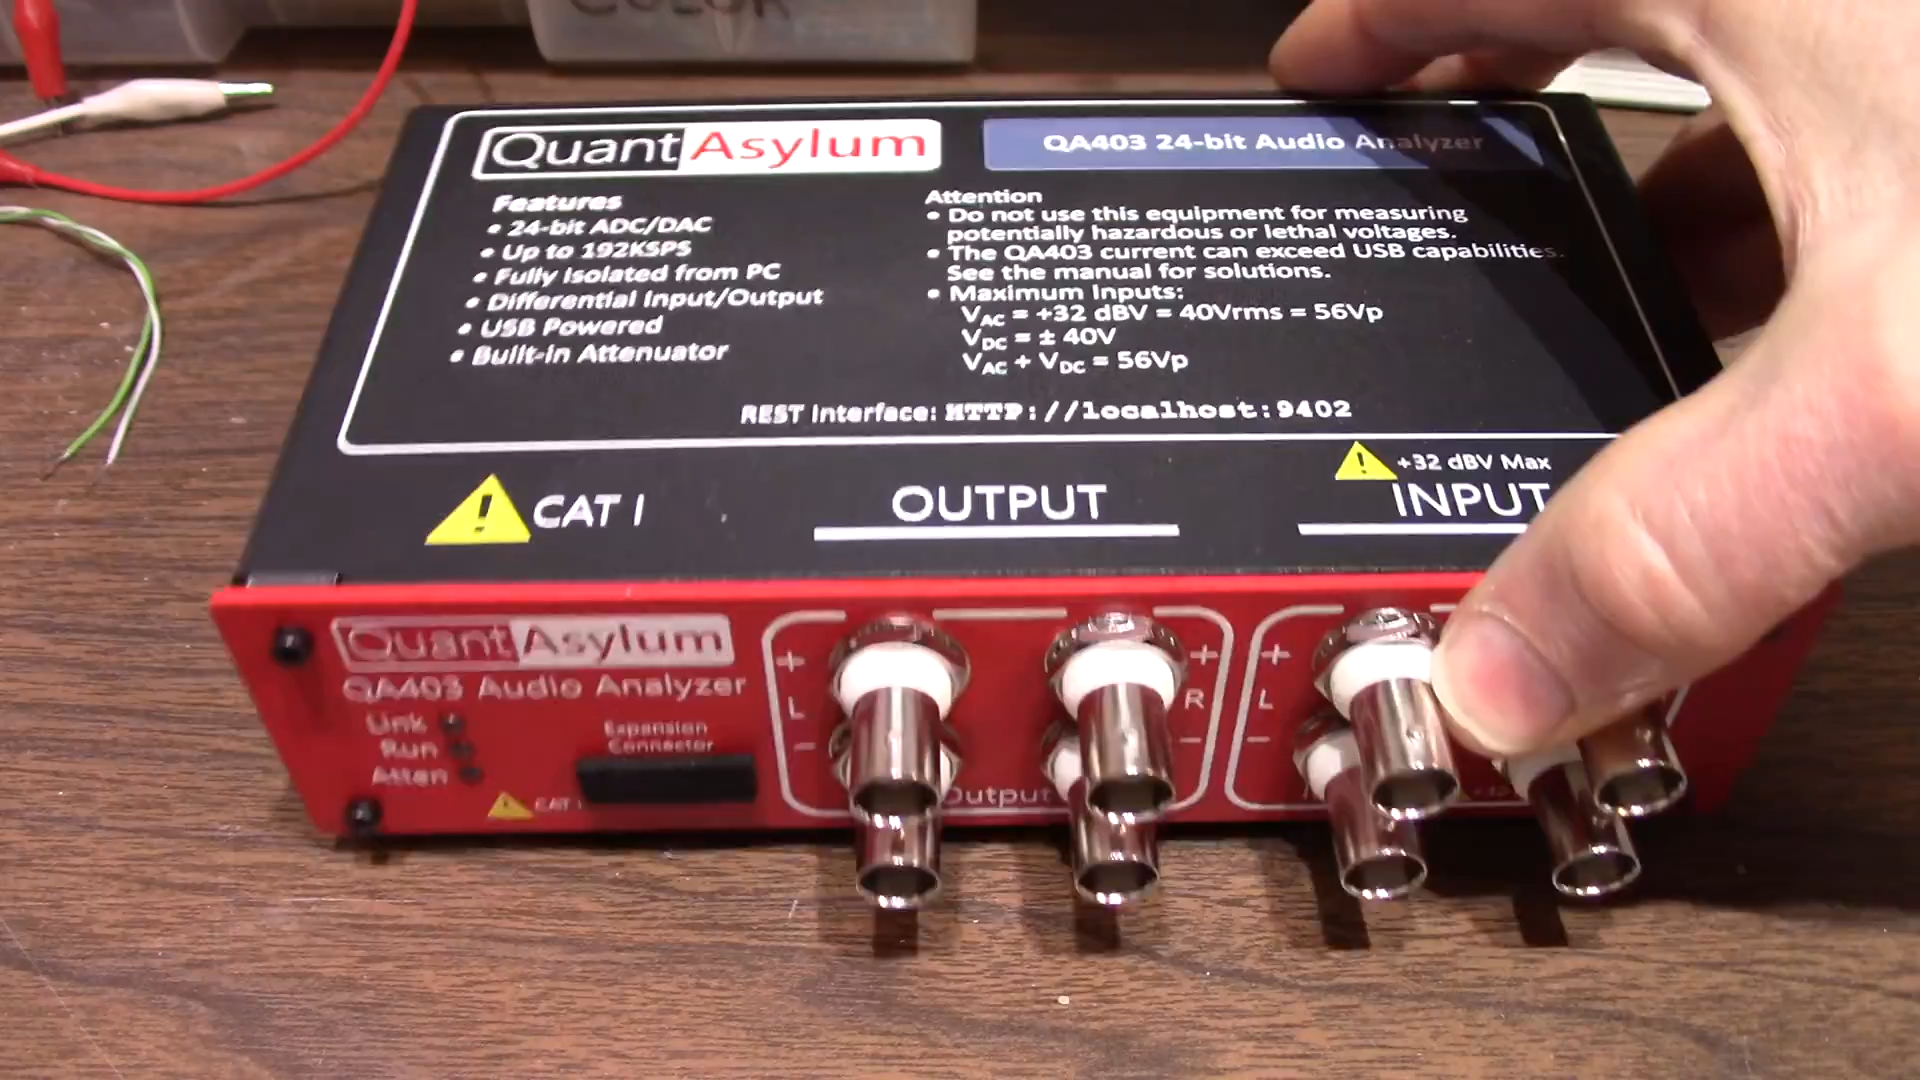 COLOR
QuantAsylum
QA403 24-bit Audio Analyzer
Features
• 24-bit ADC/DAC
• Up to 192KSPS
• Fully Isolated from PC
• Differential Input/Output
• USB Powered
• Built-in Attenuator
Attention
• Do not use this equipment for measuring
potentially hazardous or lethal voltages.
• The QA403 current can exceed USB capabilities.
See the manual for solutions.
• Maximum Inputs:
VAC = +32 dBV = 40Vrms = 56Vp
VDC = ± 40V
VAC + VDC = 56Vp
REST Interface: HTTP://localhost:9402
! CAT I
OUTPUT
! +32 dBV Max
INPUT
QuantAsylum
QA403 Audio Analyzer
Link
Run
Atten
Expansion
Connector
CAT I
+ L -
+ R -
Output
+ L -